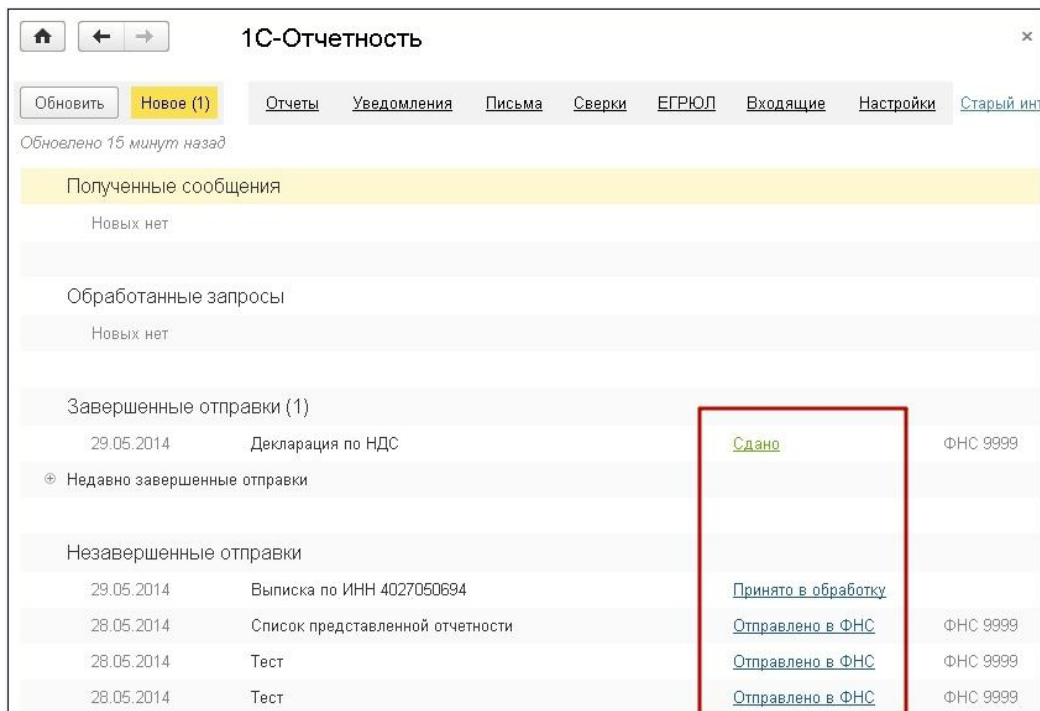 1С-Отчетность
Обновить Новое (1) Отчеты Уведомления Письма Сверки ЕГРЮЛ Входящие Настройки Старый инт
Обновлено 15 минут назад
Полученные сообщения
Новых нет
Обработанные запросы
Новых нет
Завершенные отправки (1)
29.05.2014 Декларация по НДС Сдано ФНС 9999
Недавно завершенные отправки
Незавершенные отправки
29.05.2014 Выписка по ИНН 4027050694 Принято в обработку
28.05.2014 Список представленной отчетности Отправлено в ФНС ФНС 9999
28.05.2014 Тест Отправлено в ФНС ФНС 9999
28.05.2014 Тест Отправлено в ФНС ФНС 9999